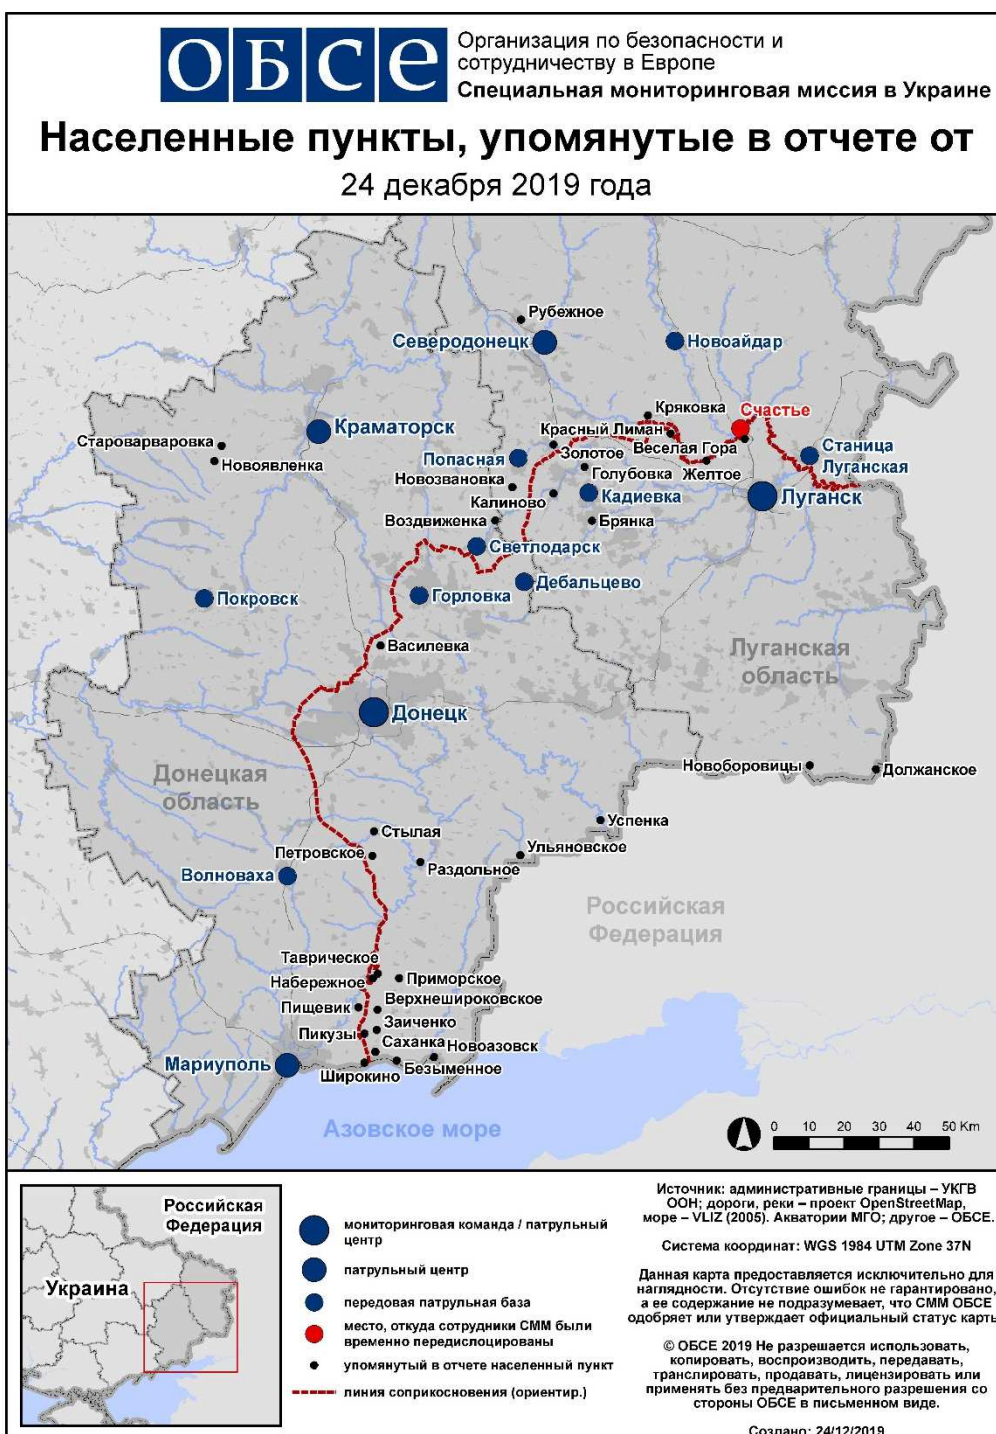 ОБСЕ
Организация по безопасности и
сотрудничеству в Европе
Специальная мониторинговая миссия в Украине
Населенные пункты, упомянутые в отчете от
24 декабря 2019 года
Рубежное
Северодонецк
Новоайдар
Кряковка
Счастье
Краматорск
Красный Лиман
Староварваровка
Золотое
Веселая Гора
Станица
Луганская
Попасная
Новоявленка
Голубовка
Желтое
Новозвановка
Кадиевка
Луганск
Калиново
Воздвиженка
Брянка
Светлодарск
Дебальцево
Покровск
Горловка
Василевка
Луганская
область
Донецк
Донецкая
область
Новоборовицы
Должанское
Успенка
Стылая
Петровское
Ульяновское
Раздольное
Волноваха
Российская
Федерация
Таврическое
Набережное
Приморское
Верхнешироковское
Пищевик
Заиченко
Пикузы
Саханка
Новоазовск
Мариуполь
Широкино
Безыменное
Азовское море
0 10 20 30 40 50 Km
Российская
Федерация
Украина
мониторинговая команда / патрульный
центр
патрульный центр
передовая патрульная база
место, откуда сотрудники СММ были
временно передислоцированы
упомянутый в отчете населенный пункт
линия соприкосновения (ориентир.)
Источник: административные границы – УКГВ
ООН; дороги, реки – проект OpenStreetMap,
море – VLIZ (2005). Акватории МГО; другое – ОБСЕ.
Система координат: WGS 1984 UTM Zone 37N
Данная карта предоставляется исключительно для
наглядности. Отсутствие ошибок не гарантировано,
а ее содержание не подразумевает, что СММ ОБСЕ
одобряет или утверждает официальный статус карты
© ОБСЕ 2019 Не разрешается использовать,
копировать, воспроизводить, передавать,
транслировать, продавать, лицензировать или
применять без предварительного разрешения со
стороны ОБСЕ в письменном виде.
Создано: 24/12/2019